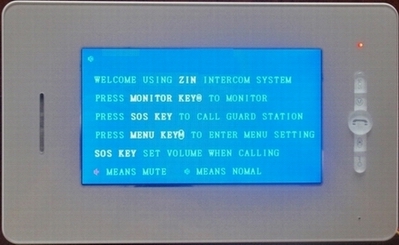 WELCOME USING ZIN INTERCOM SYSTEM
PRESS MONITOR KEY TO MONITOR
PRESS SOS KEY TO CALL GUARD STATION
PRESS MENU KEY TO ENTER MENU SETTING
SOS KEY SET VOLUME WHEN CALLING
MEANS MUTE MEANS NOMAL